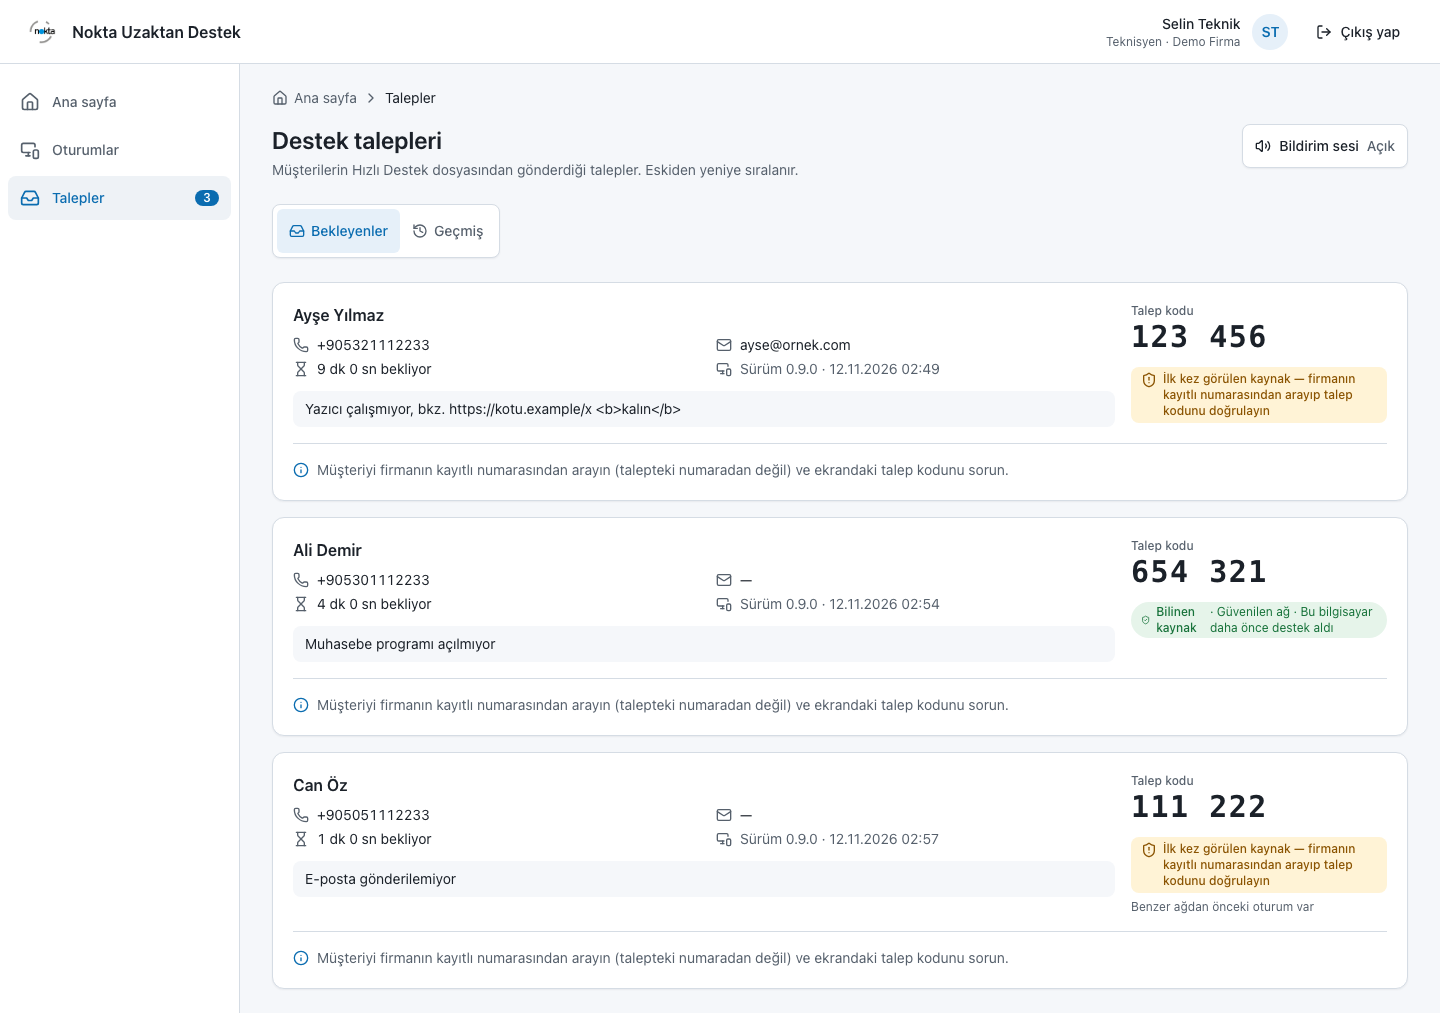 nokta
Nokta Uzaktan Destek
Selin Teknik
Teknisyen · Demo Firma
ST
Çıkış yap
Ana sayfa
Oturumlar
Talepler
3
Ana sayfa
Talepler
Destek talepleri
Müşterilerin Hızlı Destek dosyasından gönderdiği talepler. Eskiden yeniye sıralanır.
Bildirim sesi Açık
Bekleyenler
Geçmiş
Ayşe Yılmaz
+905321112233
ayse@ornek.com
9 dk 0 sn bekliyor
Sürüm 0.9.0 · 12.11.2026 02:49
Yazıcı çalışmıyor, bkz. https://kotu.example/x <b>kalın</b>
Talep kodu
123 456
İlk kez görülen kaynak — firmanın
kayıtlı numarasından arayıp talep
kodunu doğrulayın
Müşteriyi firmanın kayıtlı numarasından arayın (talepteki numaradan değil) ve ekrandaki talep kodunu sorun.
Ali Demir
+905301112233
—
4 dk 0 sn bekliyor
Sürüm 0.9.0 · 12.11.2026 02:54
Muhasebe programı açılmıyor
Talep kodu
654 321
Bilinen
kaynak
· Güvenilen ağ · Bu bilgisayar
daha önce destek aldı
Müşteriyi firmanın kayıtlı numarasından arayın (talepteki numaradan değil) ve ekrandaki talep kodunu sorun.
Can Öz
+905051112233
—
1 dk 0 sn bekliyor
Sürüm 0.9.0 · 12.11.2026 02:57
E-posta gönderilemiyor
Talep kodu
111 222
İlk kez görülen kaynak — firmanın
kayıtlı numarasından arayıp talep
kodunu doğrulayın
Benzer ağdan önceki oturum var
Müşteriyi firmanın kayıtlı numarasından arayın (talepteki numaradan değil) ve ekrandaki talep kodunu sorun.